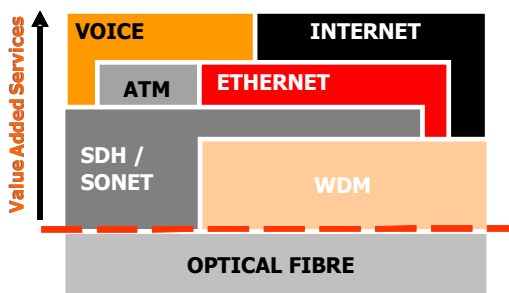 Value Added Services
VOICE
INTERNET
ATM
ETHERNET
SDH /
SONET
WDM
OPTICAL FIBRE